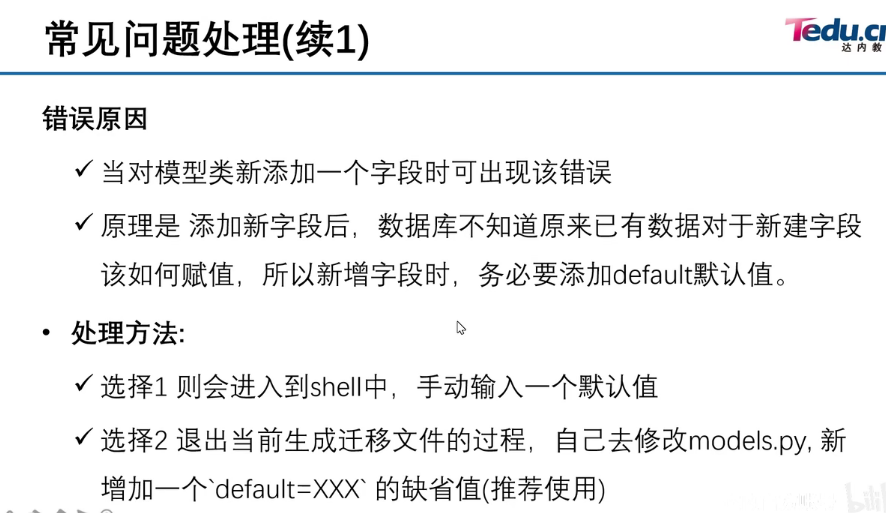 常见问题处理(续1)
Tedu.cn
达内教
错误原因
✓ 当对模型类新添加一个字段时可出现该错误
✓ 原理是 添加新字段后，数据库不知道原来已有数据对于新建字段
该如何赋值，所以新增字段时，务必要添加default默认值。
• 处理方法:
✓ 选择1 则会进入到shell中，手动输入一个默认值
✓ 选择2 退出当前生成迁移文件的过程，自己去修改models.py, 新
增加一个`default=XXX` 的缺省值(推荐使用)